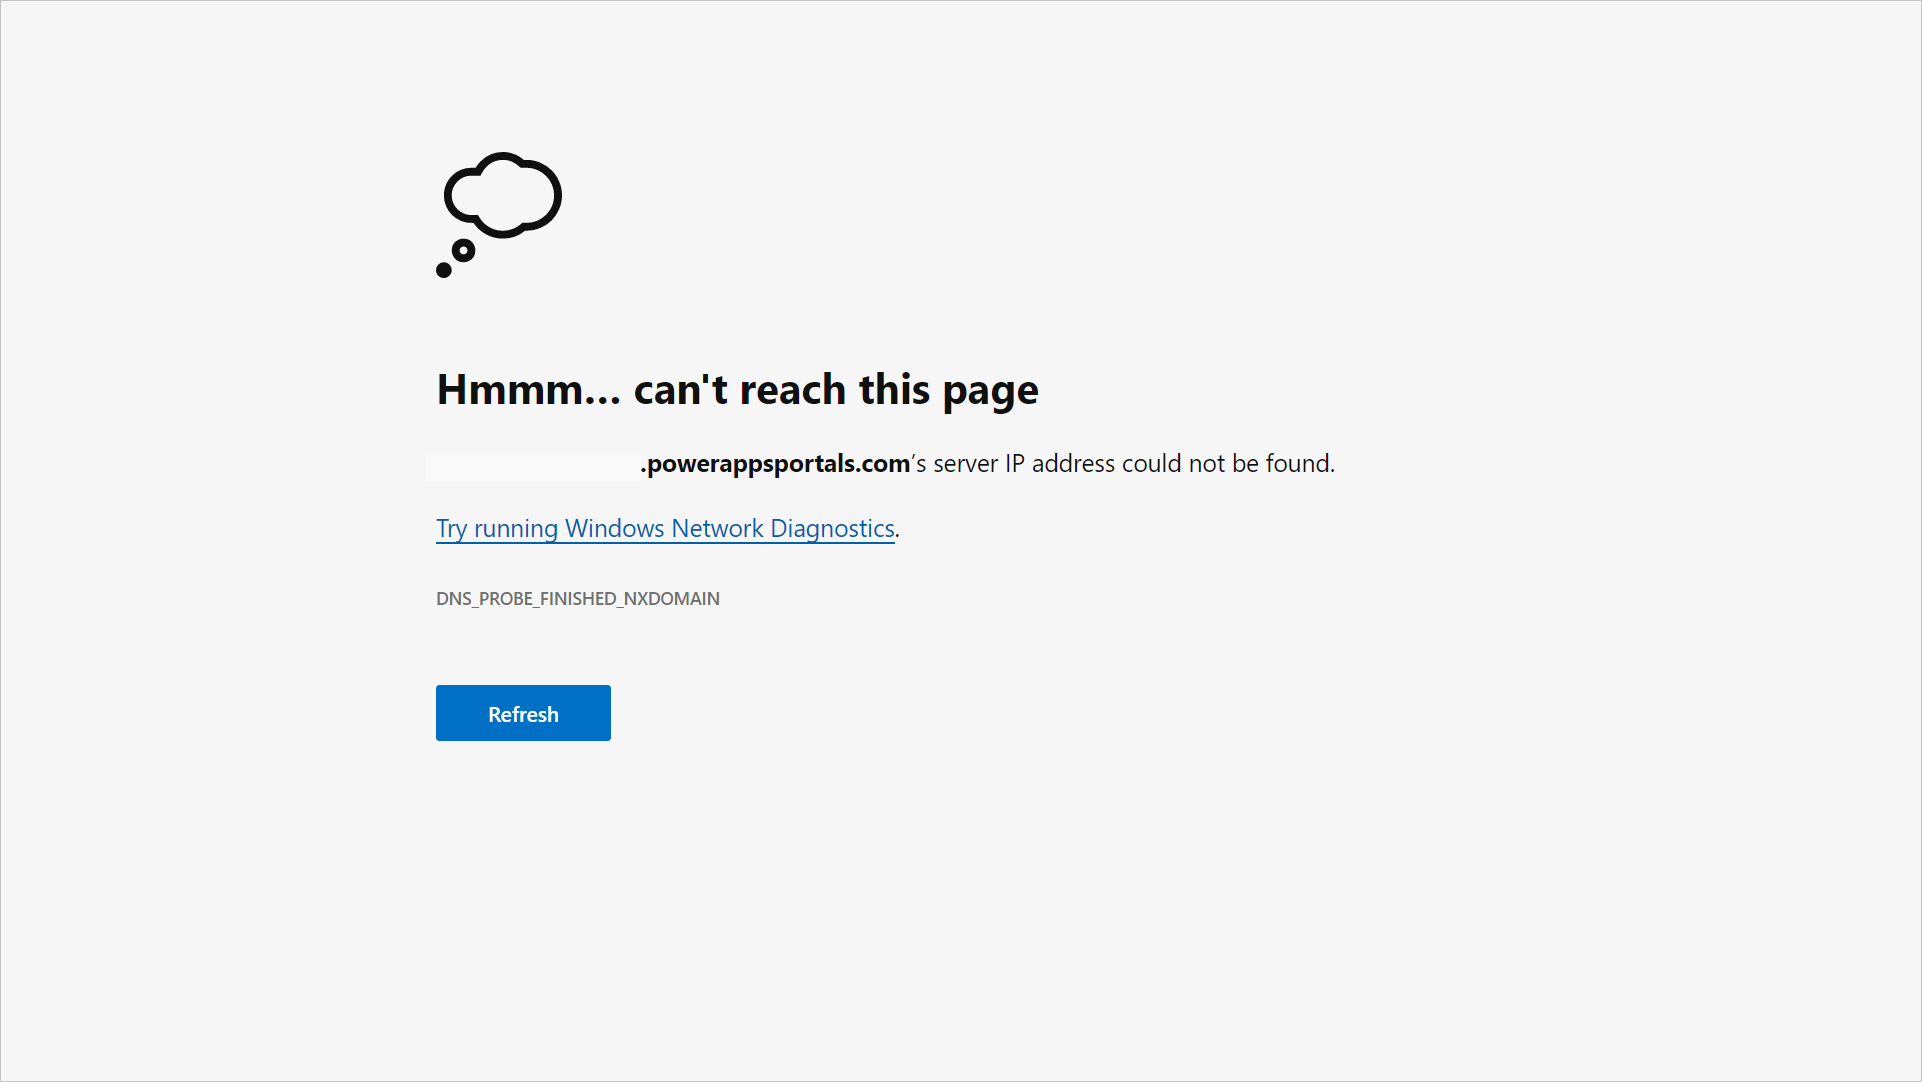 Hmmm... can't reach this page
.powerappsportals.com's server IP address could not be found.
Try running Windows Network Diagnostics.
DNS_PROBE_FINISHED_NXDOMAIN
Refresh